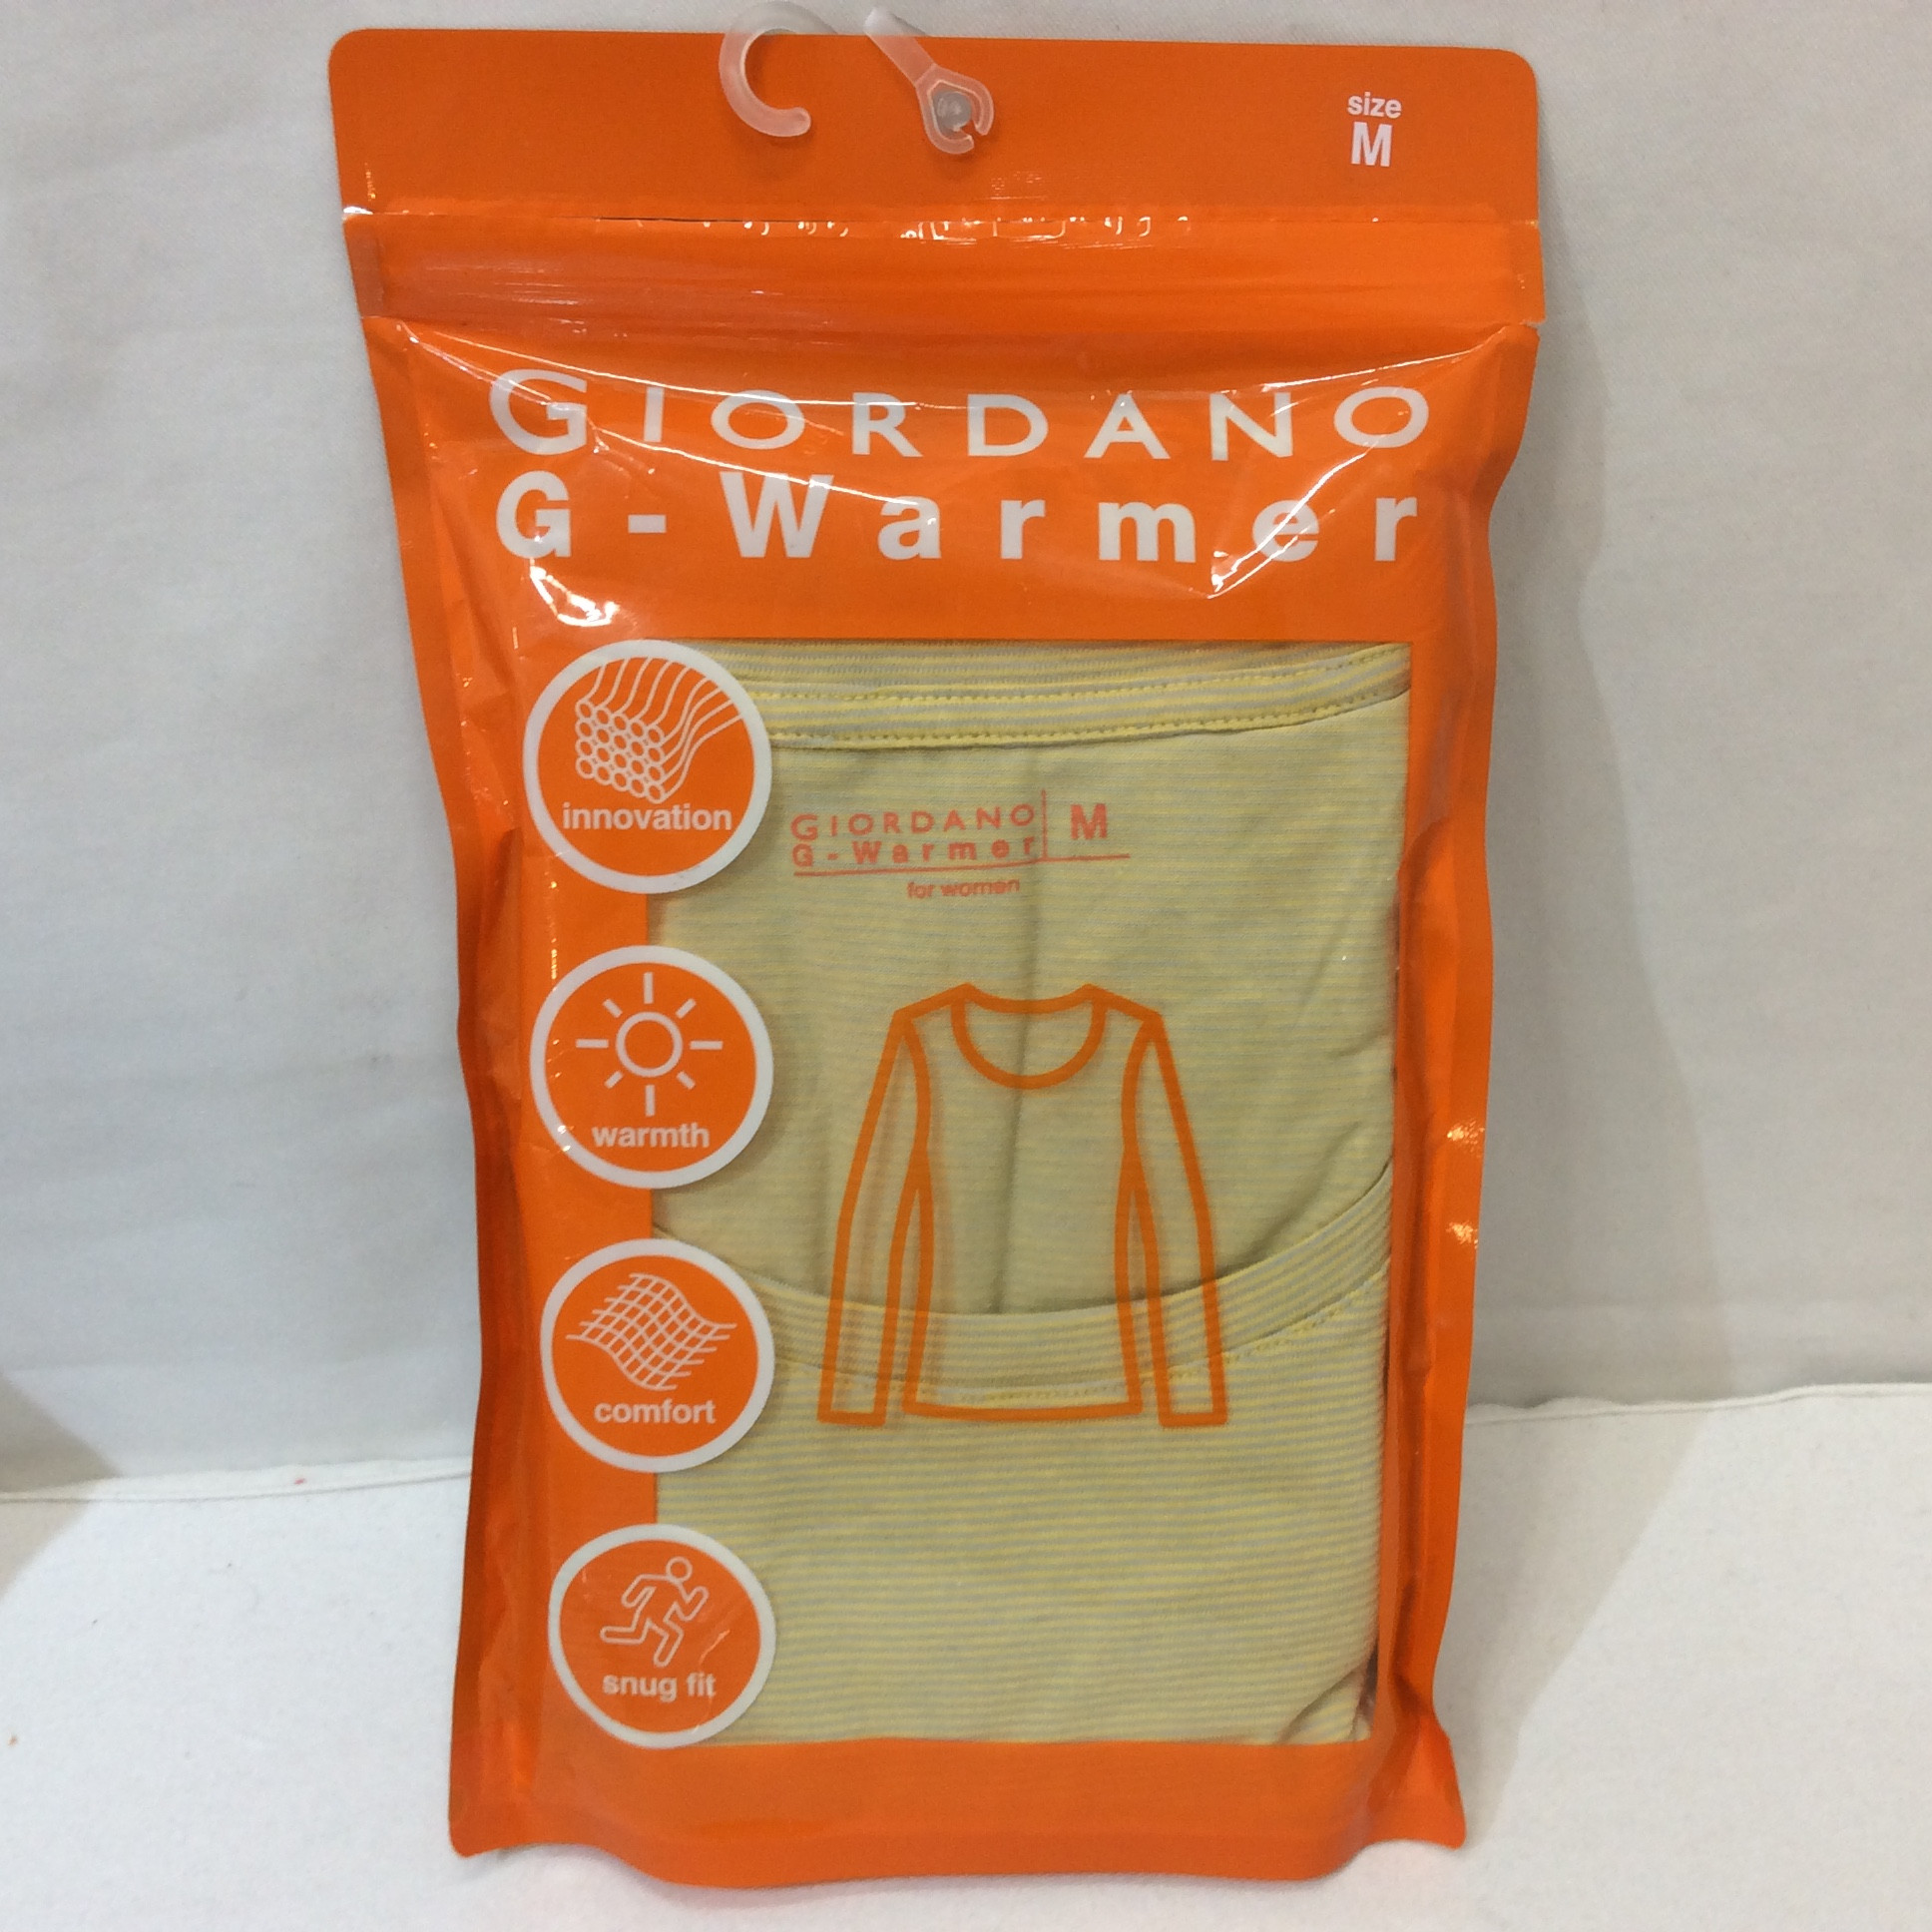 size
M
GIORDANO
G-Warmer
innovation
GIORDANO M
G-Warmer
for women
warmth
comfort
snug fit